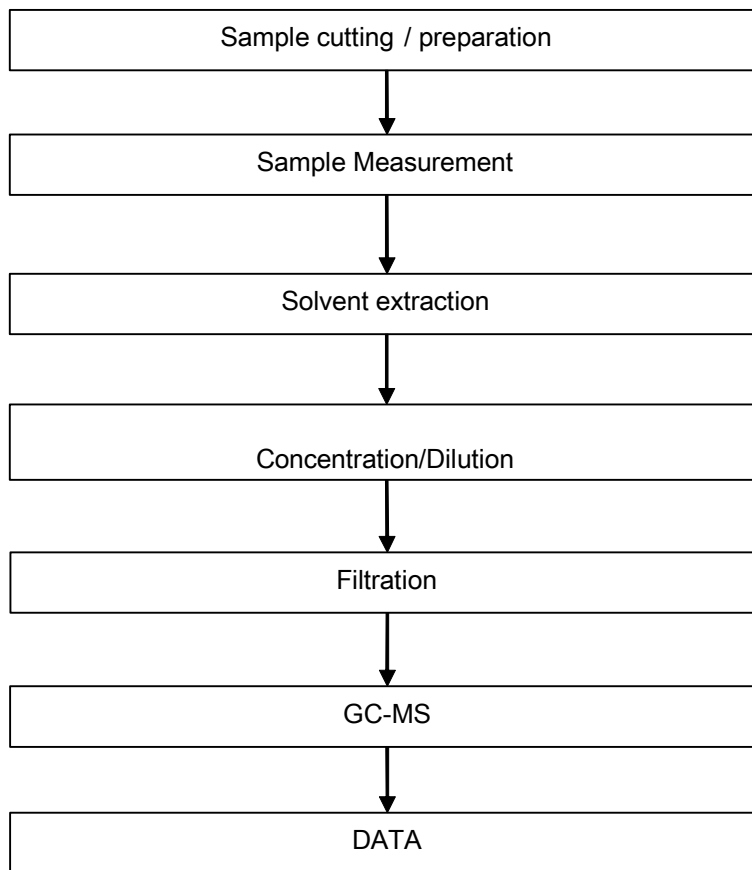 Sample cutting / preparation
Sample Measurement
Solvent extraction
Concentration/Dilution
Filtration
GC-MS
DATA